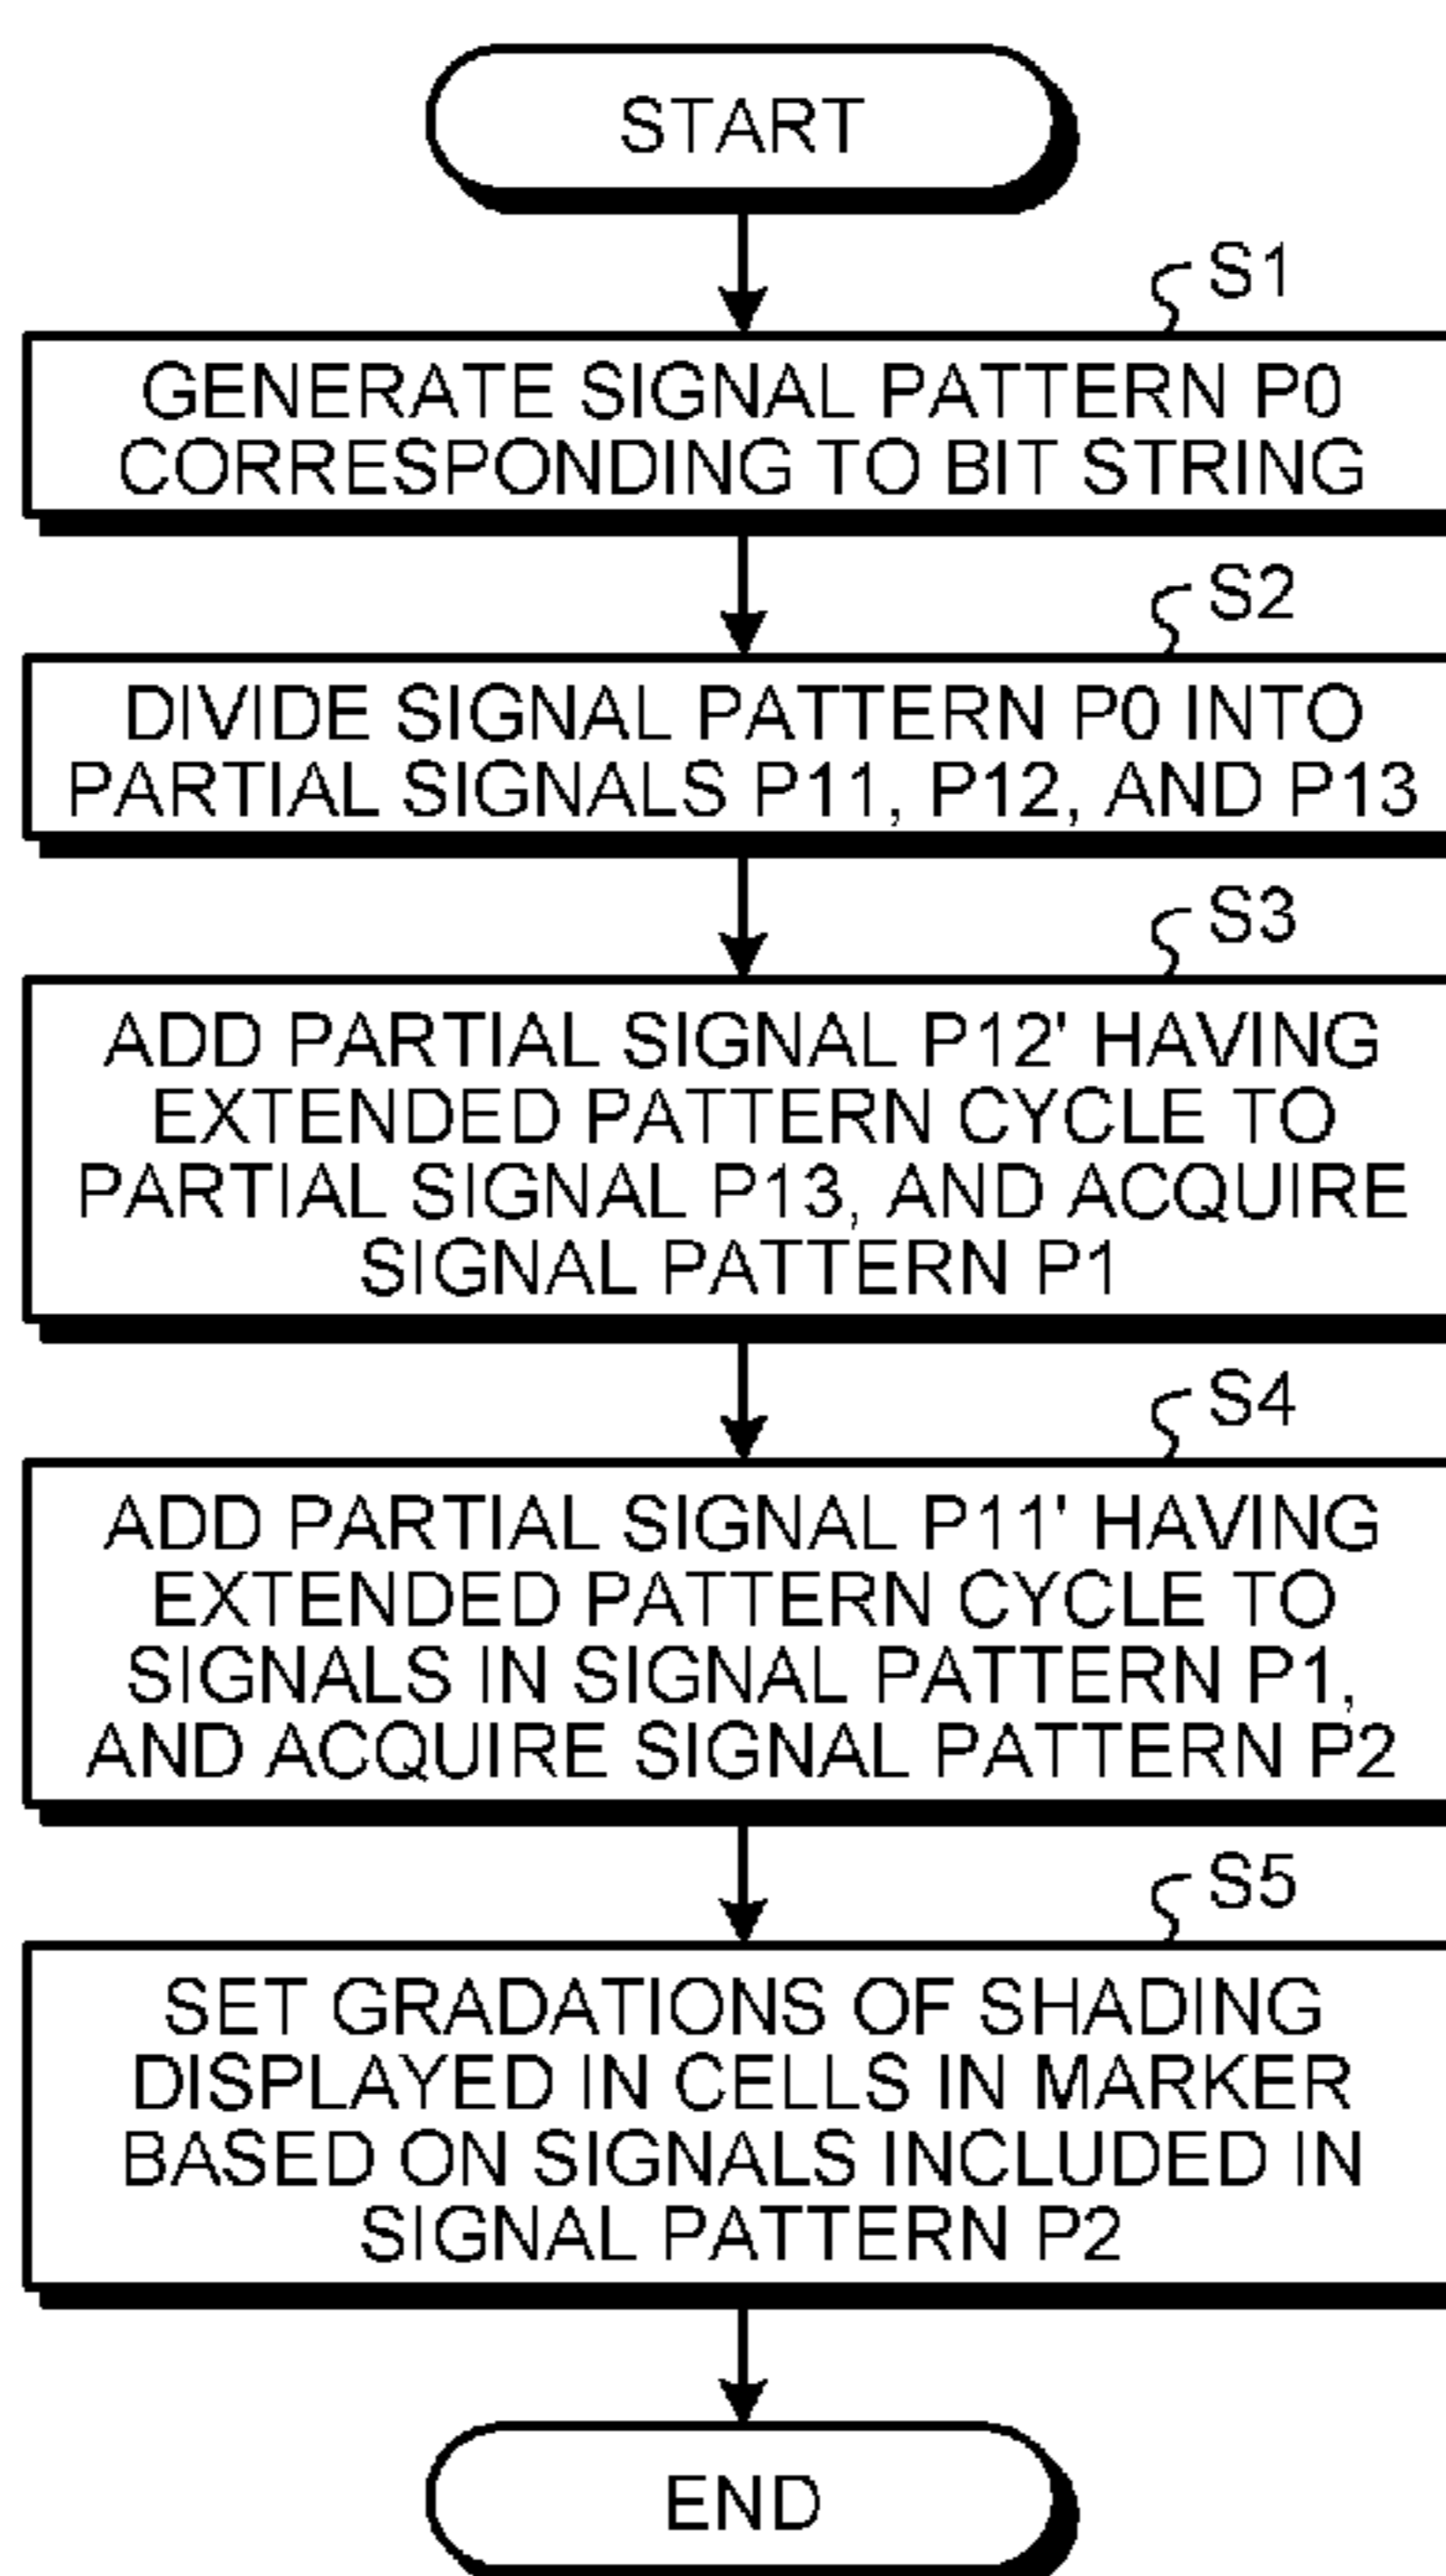 START
S1
GENERATE SIGNAL PATTERN P0
CORRESPONDING TO BIT STRING
S2
DIVIDE SIGNAL PATTERN P0 INTO
PARTIAL SIGNALS P11, P12, AND P13
S3
ADD PARTIAL SIGNAL P12' HAVING
EXTENDED PATTERN CYCLE TO
PARTIAL SIGNAL P13, AND ACQUIRE
SIGNAL PATTERN P1
S4
ADD PARTIAL SIGNAL P11' HAVING
EXTENDED PATTERN CYCLE TO
SIGNALS IN SIGNAL PATTERN P1,
AND ACQUIRE SIGNAL PATTERN P2
S5
SET GRADATIONS OF SHADING
DISPLAYED IN CELLS IN MARKER
BASED ON SIGNALS INCLUDED IN
SIGNAL PATTERN P2
END